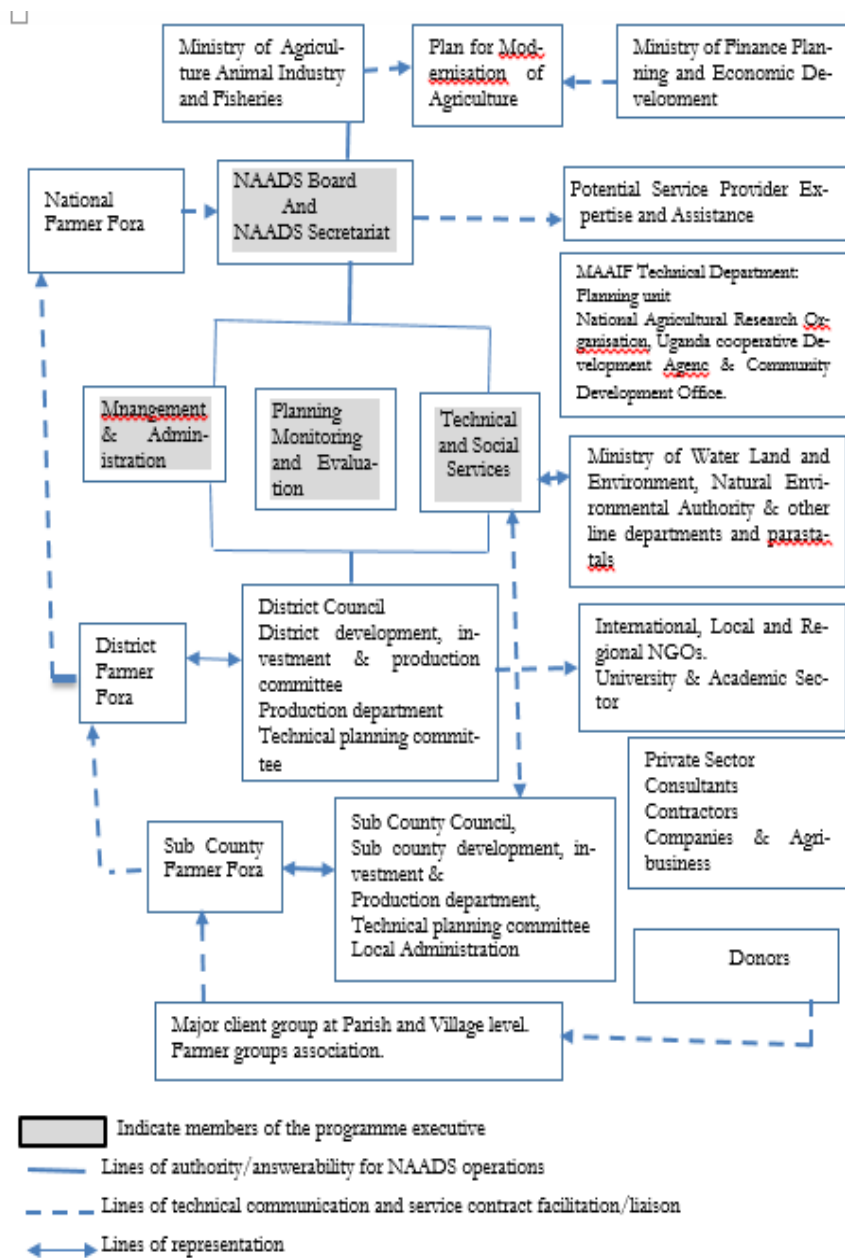 Ministry of Agricul-
ture Animal Industry
and Fisheries
Plan for Mod-
ernisation of
Agriculture
Ministry of Finance Plan-
ning and Economic De-
velopment
National
Farmer Fora
NAADS Board
And
NAADS Secretariat
Potential Service Provider Ex-
pertise and Assistance
MAAIF Technical Department:
Planning unit
National Agricultural Research Or-
ganisation, Uganda cooperative De-
velopment Agenc & Community
Development Office.
Mnangement
& Admin-
istration
Planning
Monitoring
and Evalua-
tion
Technical
and Social
Services
Ministry of Water Land and
Environment, Natural Envi-
ronmental Authority & other
line departments and parasta-
tals
District
Farmer
Fora
District Council
District development, in-
vestment & production
committee
Production department
Technical planning commit-
tee
International, Local and Re-
gional NGOs.
University & Academic Sec-
tor
Private Sector
Consultants
Contractors
Companies & Agri-
business
Sub County
Farmer Fora
Sub County Council,
Sub county development, in-
vestment &
Production department,
Technical planning committee
Local Administration
Donors
Major client group at Parish and Village level.
Farmer groups association.
Indicate members of the programme executive
Lines of authority/answerability for NAADS operations
Lines of technical communication and service contract facilitation/liaison
Lines of representation